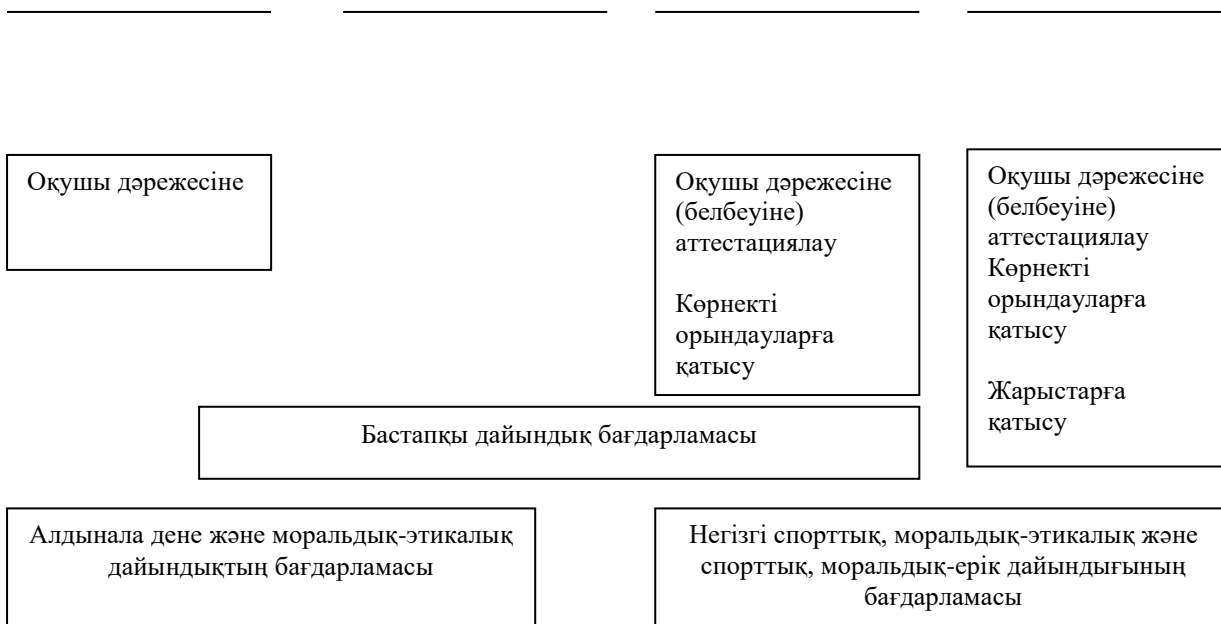 Оқушы дәрежесіне
Оқушы дәрежесіне
(белбеуіне)
аттестациялау
Көрнекті
орындауларға
қатысу
Оқушы дәрежесіне
(белбеуіне)
аттестациялау
Көрнекті
орындауларға
қатысу
Жарыстарға
қатысу
Бастапқы дайындық бағдарламасы
Алдынала дене және моральдық-этикалық
дайындықтың бағдарламасы
Негізгі спорттық, моральдық-этикалық және
спорттық, моральдық-ерік дайындығының
бағдарламасы